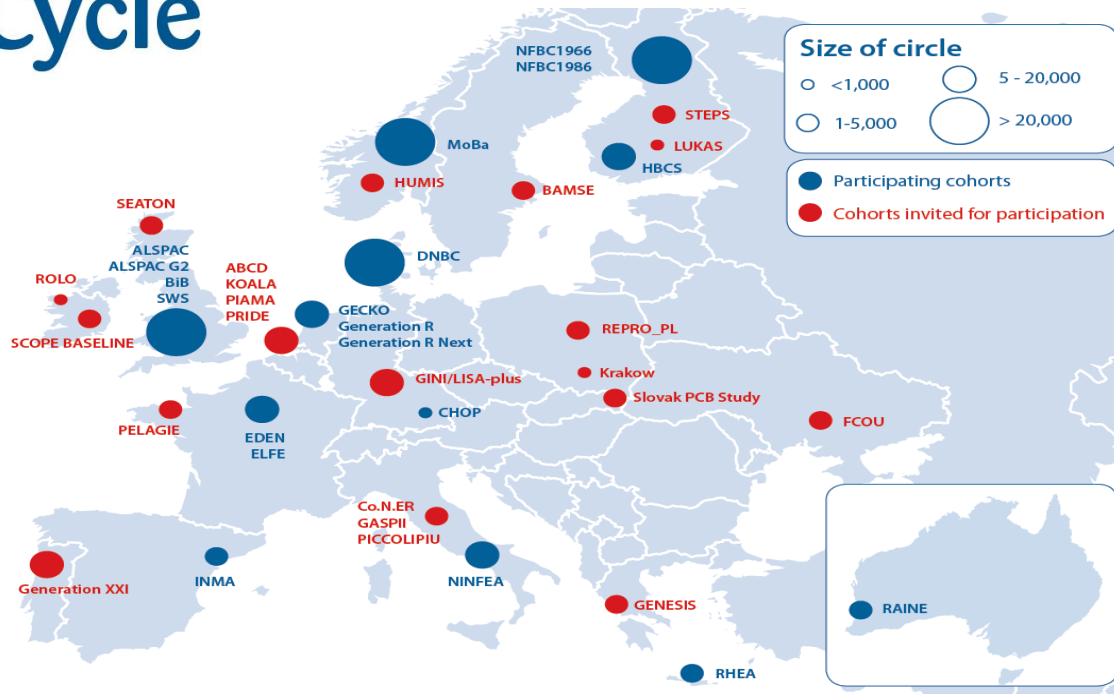 Cycle
NFBC1966
NFBC1986
Size of circle
<1,000
5 - 20,000
1-5,000
> 20,000
Participating cohorts
Cohorts invited for participation
STEPS
LUKAS
HBCS
MoBa
HUMIS
BAMSE
SEATON
ALSPAC
ALSPAC G2
BiB
SWS
ROLO
SCOPE BASELINE
ABCD
KOALA
PIAMA
PRIDE
DNBC
GECKO
Generation R
Generation R Next
REPRO_PL
Krakow
Slovak PCB Study
GINI/LISA-plus
CHOP
FCOU
PELAGIE
EDEN
ELFE
Co.N.ER
GASPII
PICCOLIPIU
NINFEA
Generation XXI
INMA
GENESIS
RHEA
RAINE